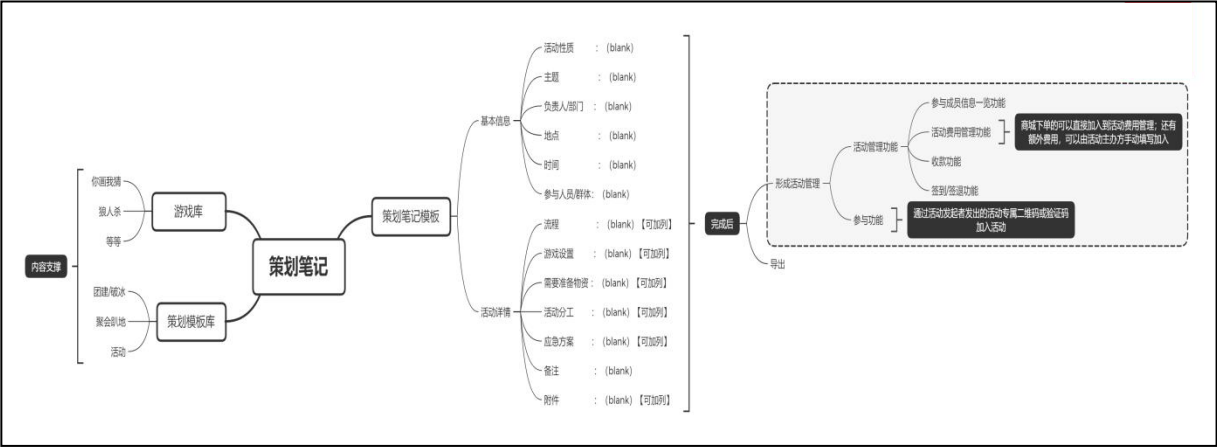 策划笔记
游戏库
你画我猜
狼人杀
等等
策划模板库
团建/破冰
聚会趴地
活动
内容支撑
策划笔记模板
基本信息
活动性质 : (blank)
主题 : (blank)
负责人/部门 : (blank)
地点 : (blank)
时间 : (blank)
参与人员/群体: (blank)
活动详情
流程 : (blank)【可加列】
游戏设置 : (blank)【可加列】
需要准备物资 : (blank)【可加列】
活动分工 : (blank)【可加列】
应急方案 : (blank)【可加列】
备注 : (blank)
附件 : (blank)【可加列】
完成后
形成活动管理
活动管理功能
参与成员信息一览功能
活动费用管理功能
商城下单的可以直接加入到活动费用管理；还有
额外费用，可以由活动主办方手动填写加入
收款功能
签到/签退功能
参与功能
通过活动发起者发出的活动专属二维码或验证码
加入活动
导出